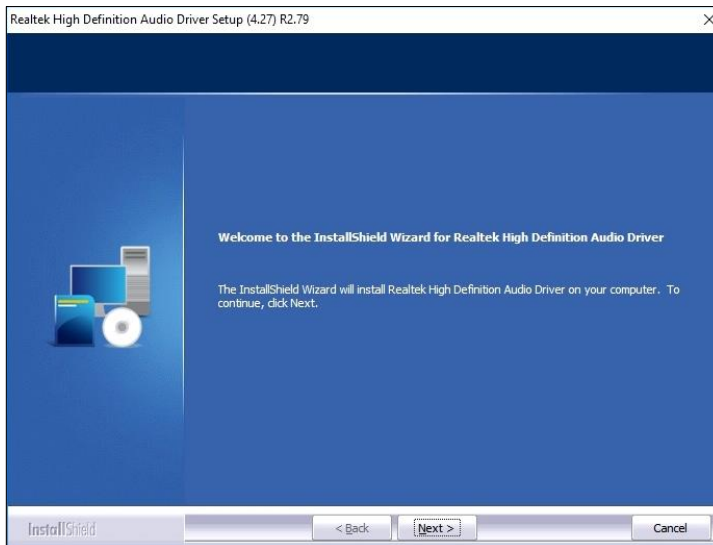 Realtek High Definition Audio Driver Setup (4.27) R2.79
Welcome to the InstallShield Wizard for Realtek High Definition Audio Driver
The InstallShield Wizard will install Realtek High Definition Audio Driver on your computer. To
continue, click Next.
InstallShield
< Back
Next >
Cancel